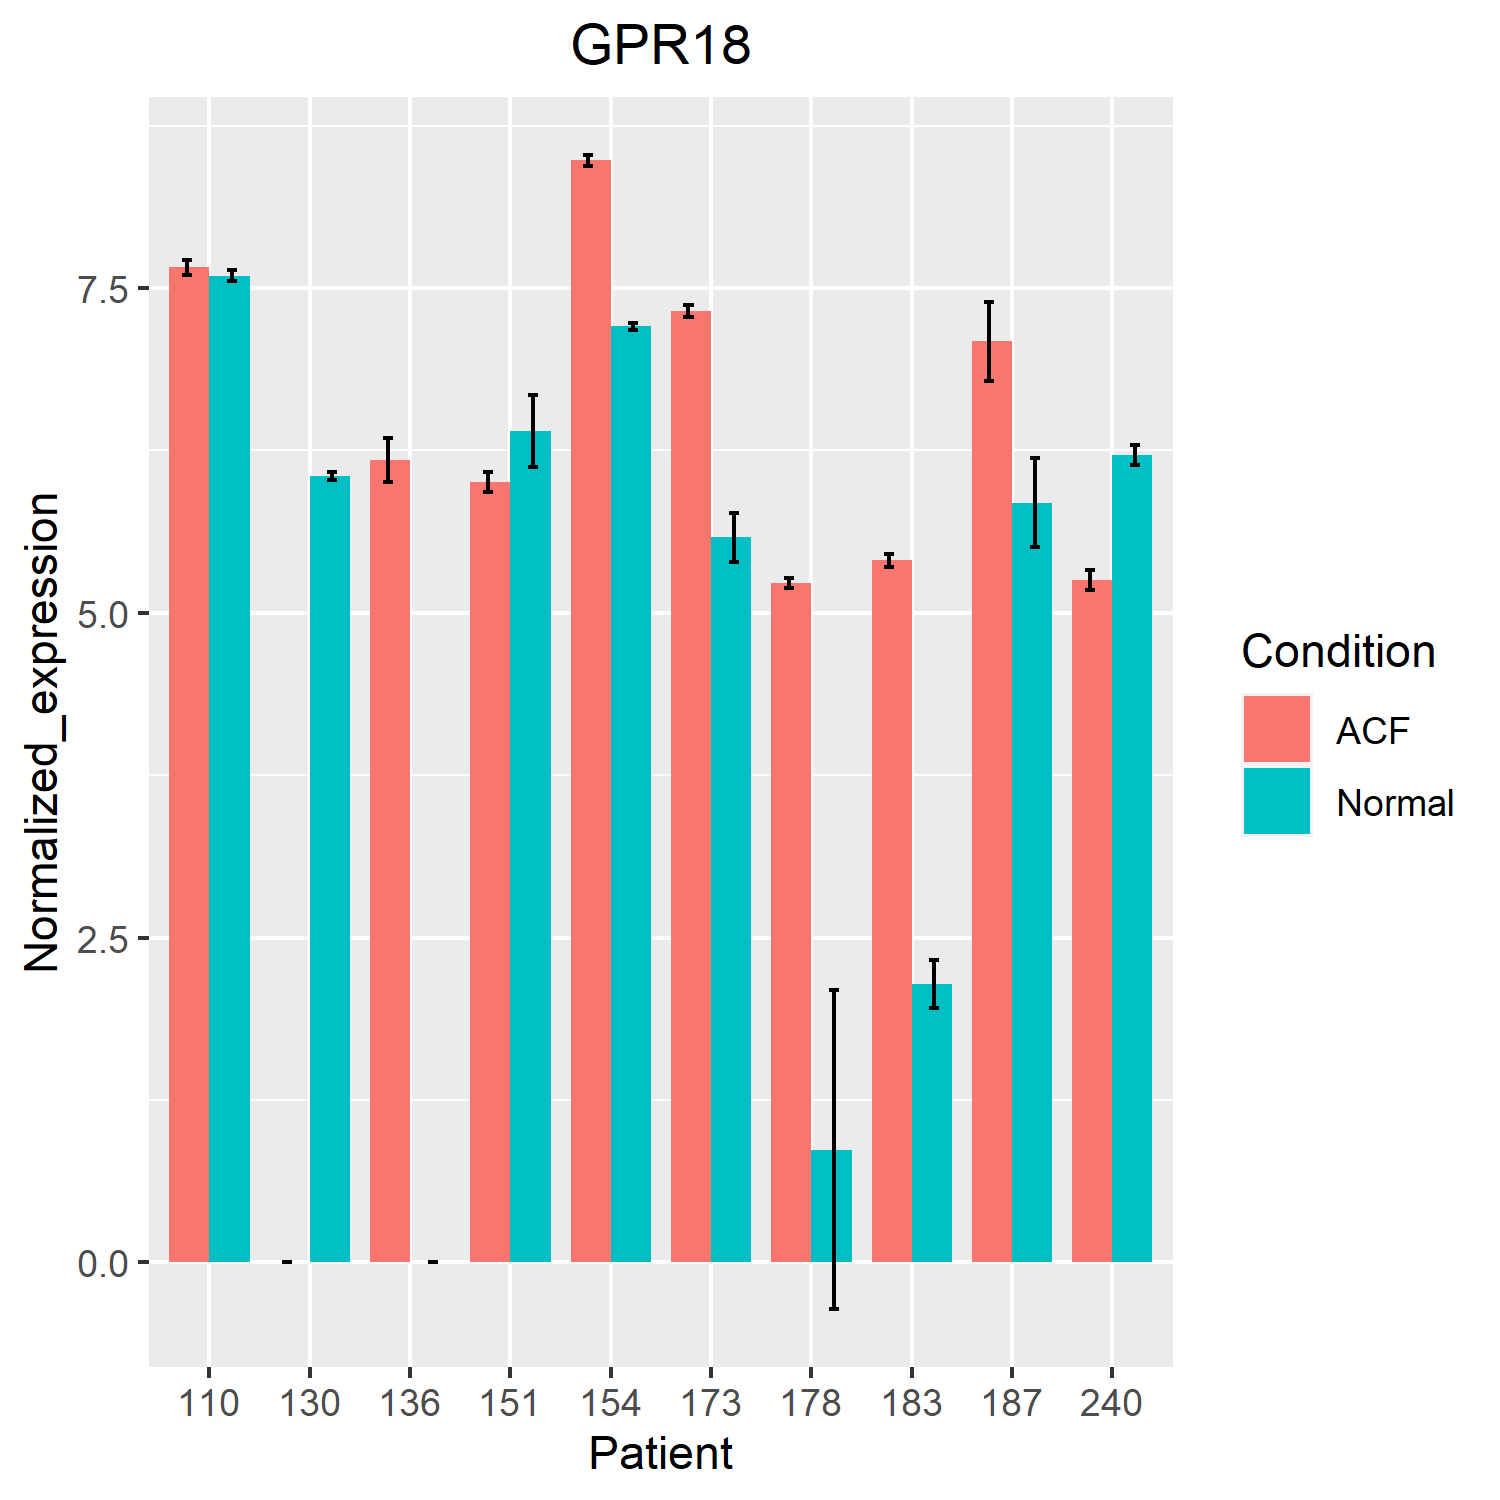 GPR18
Normalized_expression
7.5
5.0
2.5
0.0
110 130 136 151 154 173 178 183 187 240
Patient
Condition
ACF
Normal